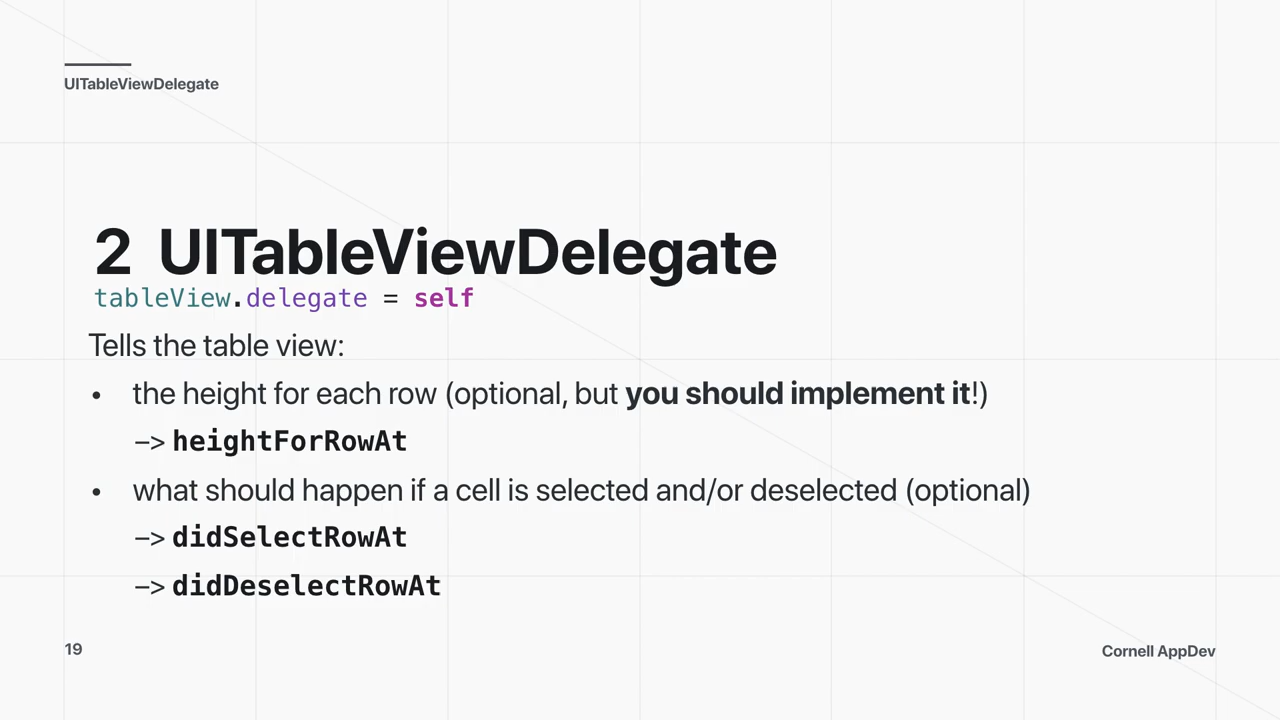 UITableViewDelegate
2 UITableViewDelegate
tableView.delegate = self
Tells the table view:
• the height for each row (optional, but you should implement it!)
–> heightForRowAt
• what should happen if a cell is selected and/or deselected (optional)
–> didSelectRowAt
–> didDeselectRowAt
19
Cornell AppDev